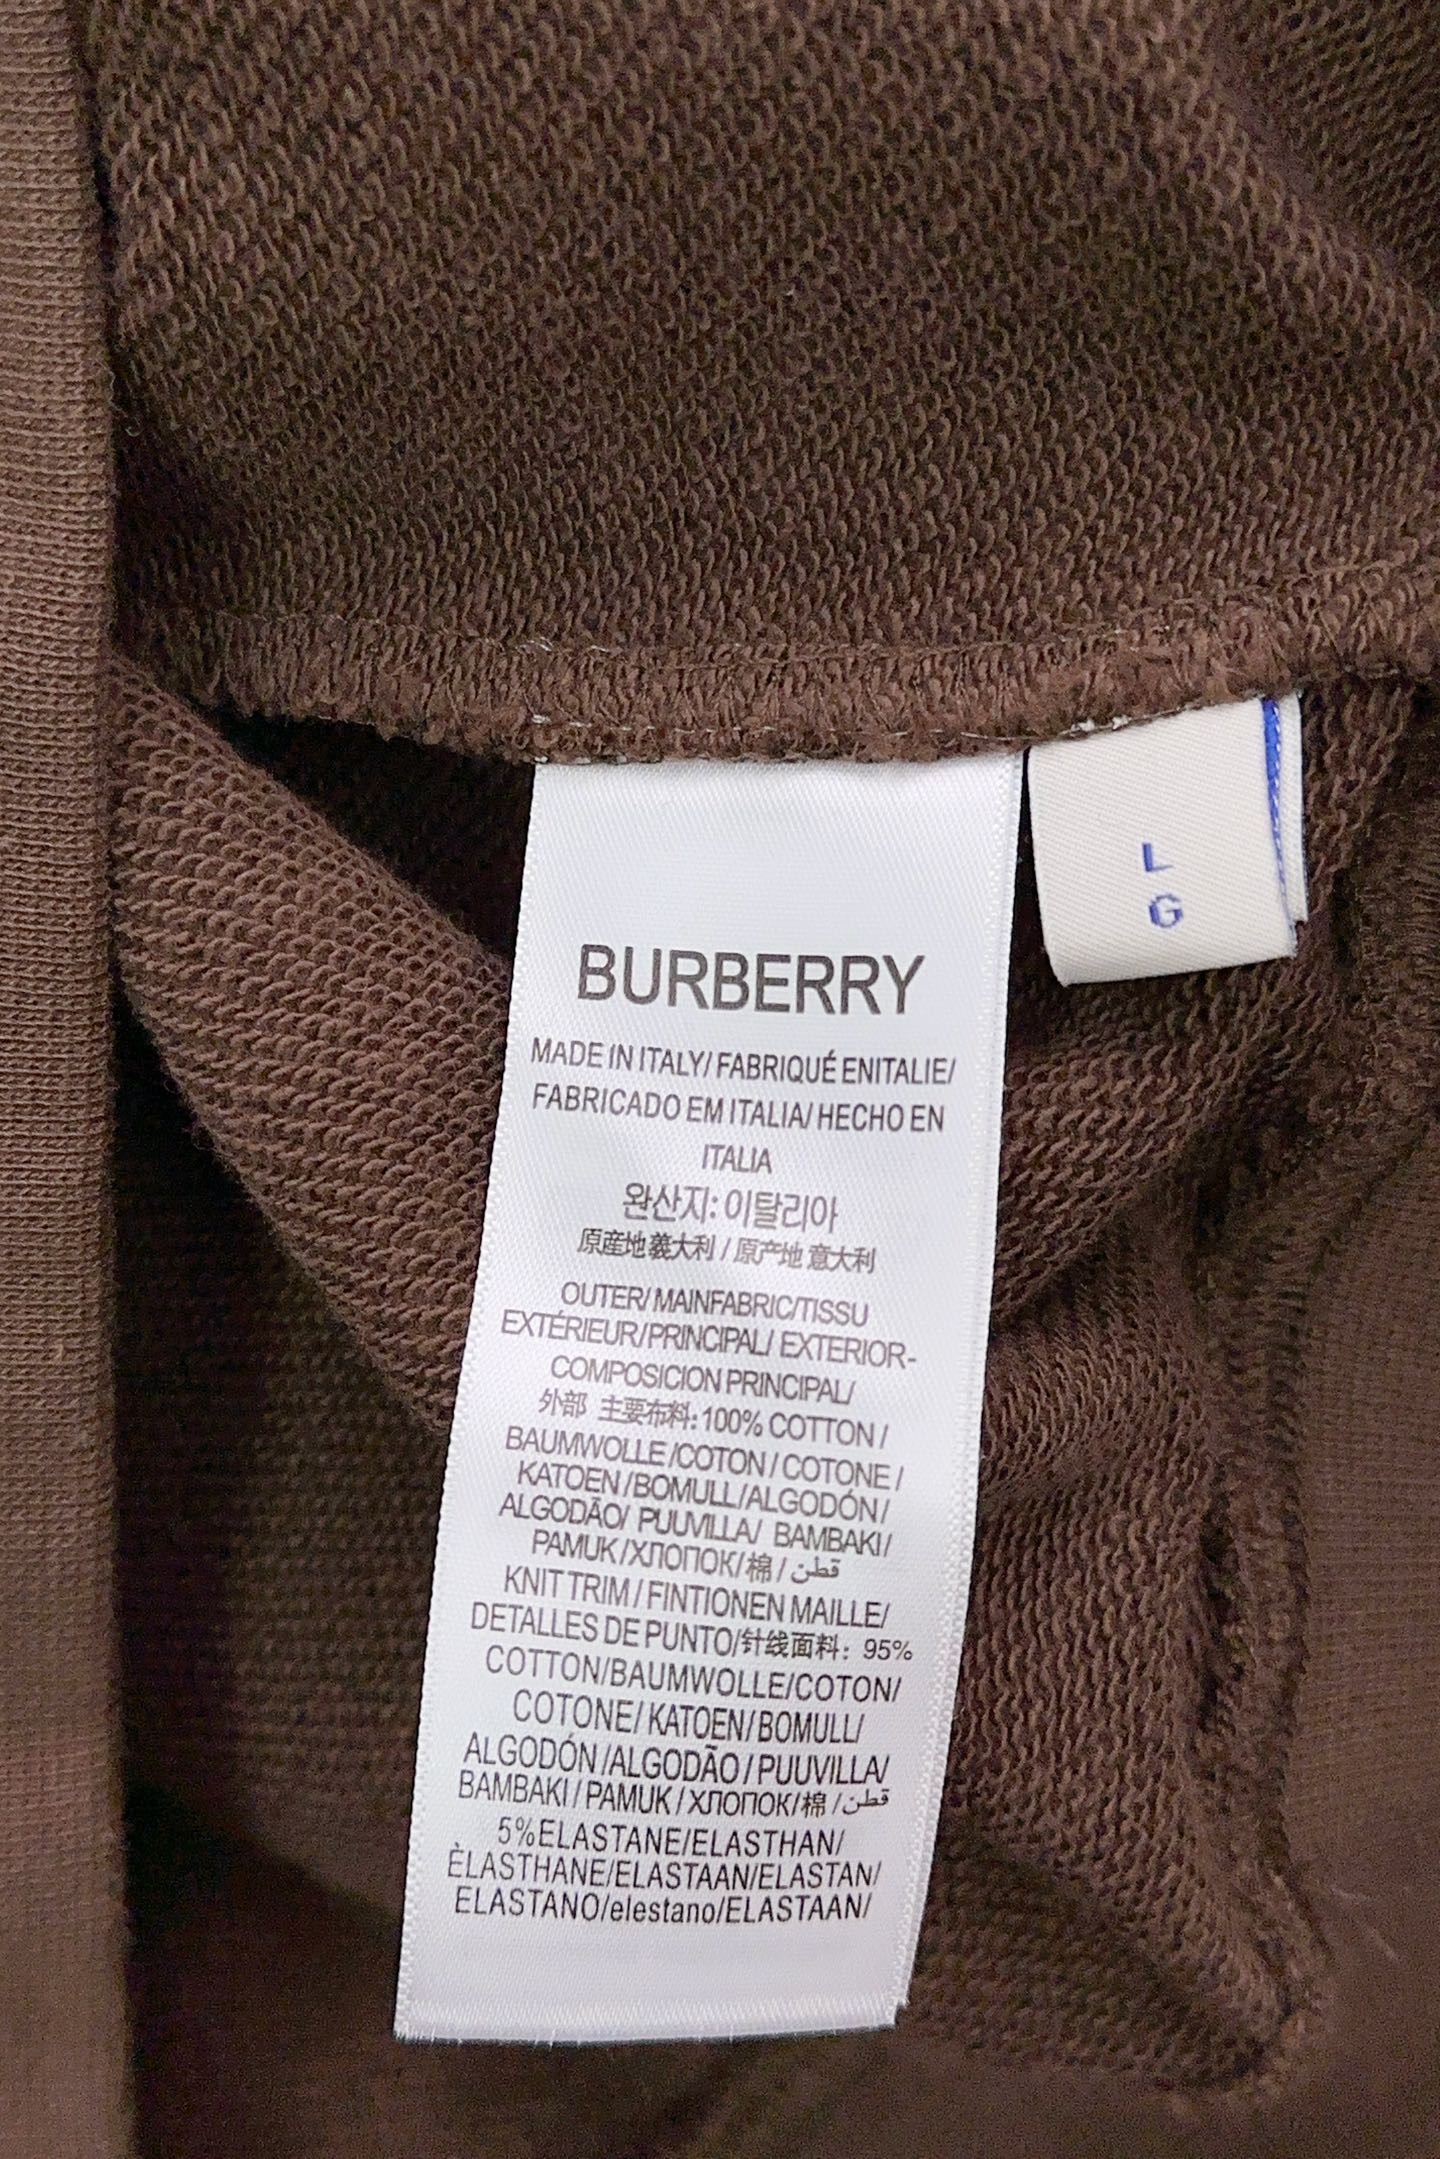 L
G
BURBERRY
MADE IN ITALY/ FABRIQUÉ ENITALIE/
FABRICADO EM ITALIA/ HECHO EN
ITALIA
완산지: 이탈리아
原産地義大利 / 原产地 意大利
OUTER/ MAINFABRIC/TISSU
EXTÉRIEUR/PRINCIPAL/ EXTERIOR-
COMPOSICION PRINCIPAL/
外部 主要布料: 100% COTTON /
BAUMWOLLE /COTON / COTONE /
KATOEN /BOMULL/ALGODÓN /
ALGODÃO/ PUUVILLA/ BAMBAKI /
PAMUK /ХЛОПОК/ 棉 / قطن
KNIT TRIM / FINTIONEN MAILLE/
DETALLES DE PUNTO/针线面料: 95%
COTTON/BAUMWOLLE/COTON/
COTONE/ KATOEN/ BOMULL/
ALGODÓN /ALGODÃO / PUUVILLA/
BAMBAKI / PAMUK / ХЛОПОК/ 棉 / قطن
5%ELASTANE/ELASTHAN/
ÈLASTHANE/ELASTAAN/ELASTAN/
ELASTANO/elestano/ELASTAAN/